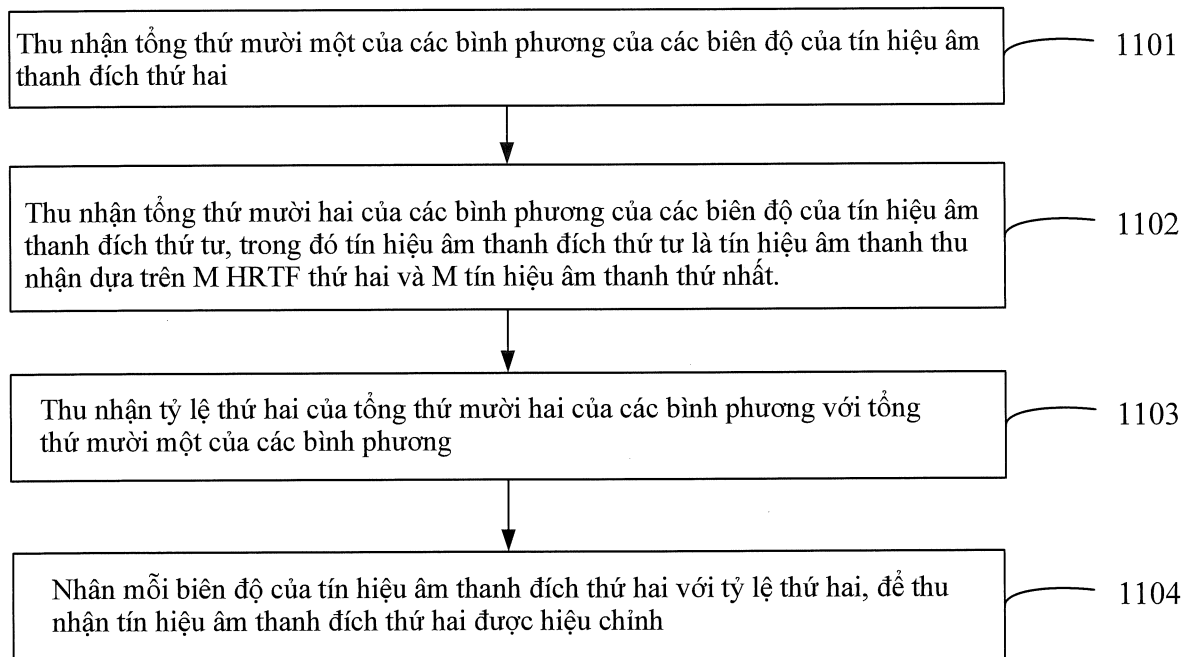 Thu nhận tổng thứ mười một của các bình phương của các biên độ của tín hiệu âm
thanh đích thứ hai
1101
Thu nhận tổng thứ mười hai của các bình phương của các biên độ của tín hiệu âm
thanh đích thứ tư, trong đó tín hiệu âm thanh đích thứ tư là tín hiệu âm thanh thu
nhận dựa trên M HRTF thứ hai và M tín hiệu âm thanh thứ nhất.
1102
Thu nhận tỷ lệ thứ hai của tổng thứ mười hai của các bình phương với tổng
thứ mười một của các bình phương
1103
Nhân mỗi biên độ của tín hiệu âm thanh đích thứ hai với tỷ lệ thứ hai, để thu
nhận tín hiệu âm thanh đích thứ hai được hiệu chỉnh
1104